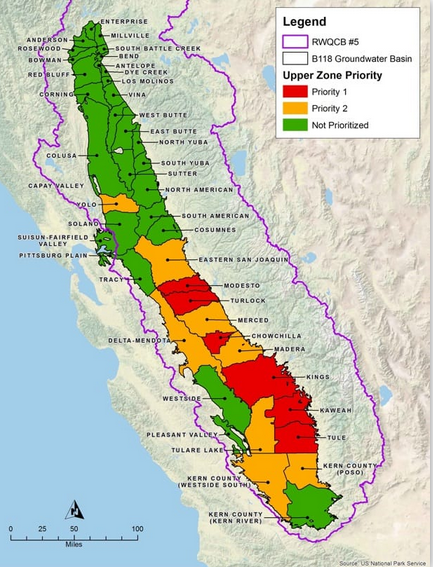 Legend
RWQCB #5
B118 Groundwater Basin
Upper Zone Priority
Priority 1
Priority 2
Not Prioritized
ENTERPRISE
ANDERSON
MILLVILLE
ROSEWOOD
SOUTH BATTLE CREEK
BOWMAN
BEND
ANTELOPE
RED BLUFF
DYE CREEK
LOS MOLINOS
CORNING
VINA
WEST BUTTE
EAST BUTTE
NORTH YUBA
COLUSA
SOUTH YUBA
SUTTER
CAPAY VALLEY
NORTH AMERICAN
YOLO
SOUTH AMERICAN
SOLANO
COSUMNES
SUISUN-FAIRFIELD
VALLEY
PITTSBURG PLAIN
EASTERN SAN JOAQUIN
TRACY
MODESTO
TURLOCK
MERCED
CHOWCHILLA
DELTA-MENDOTA
MADERA
KINGS
WESTSIDE
KAWEAH
PLEASANT VALLEY
TULE
TULARE LAKE
KERN COUNTY
(POSO)
KERN COUNTY
(WESTSIDE SOUTH)
KERN COUNTY
(KERN RIVER)
N
0 25 50 100
Miles
Source: US National Park Service